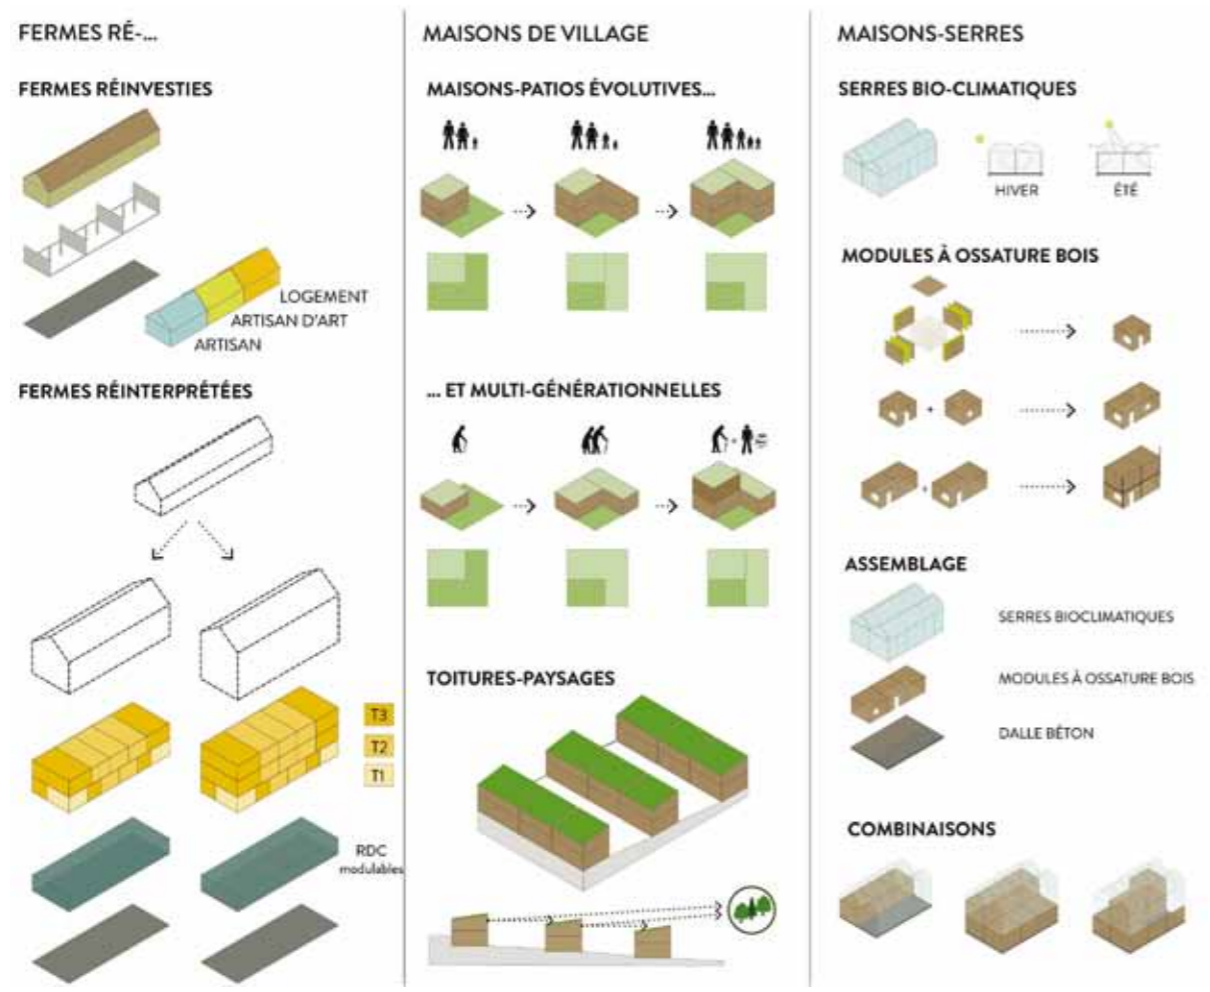 FERMES RÉ-...
FERMES RÉINVESTIES
LOGEMENT
ARTISAN D'ART
ARTISAN
FERMES RÉINTERPRÉTÉES
T3
T2
T1
RDC
modulables
MAISONS DE VILLAGE
MAISONS-PATIOS ÉVOLUTIVES...
... ET MULTI-GÉNÉRATIONNELLES
+
TOITURES-PAYSAGES
MAISONS-SERRES
SERRES BIO-CLIMATIQUES
HIVER
ÉTÉ
MODULES À OSSATURE BOIS
+
+
ASSEMBLAGE
SERRES BIOCLIMATIQUES
MODULES À OSSATURE BOIS
DALLE BÉTON
COMBINAISONS